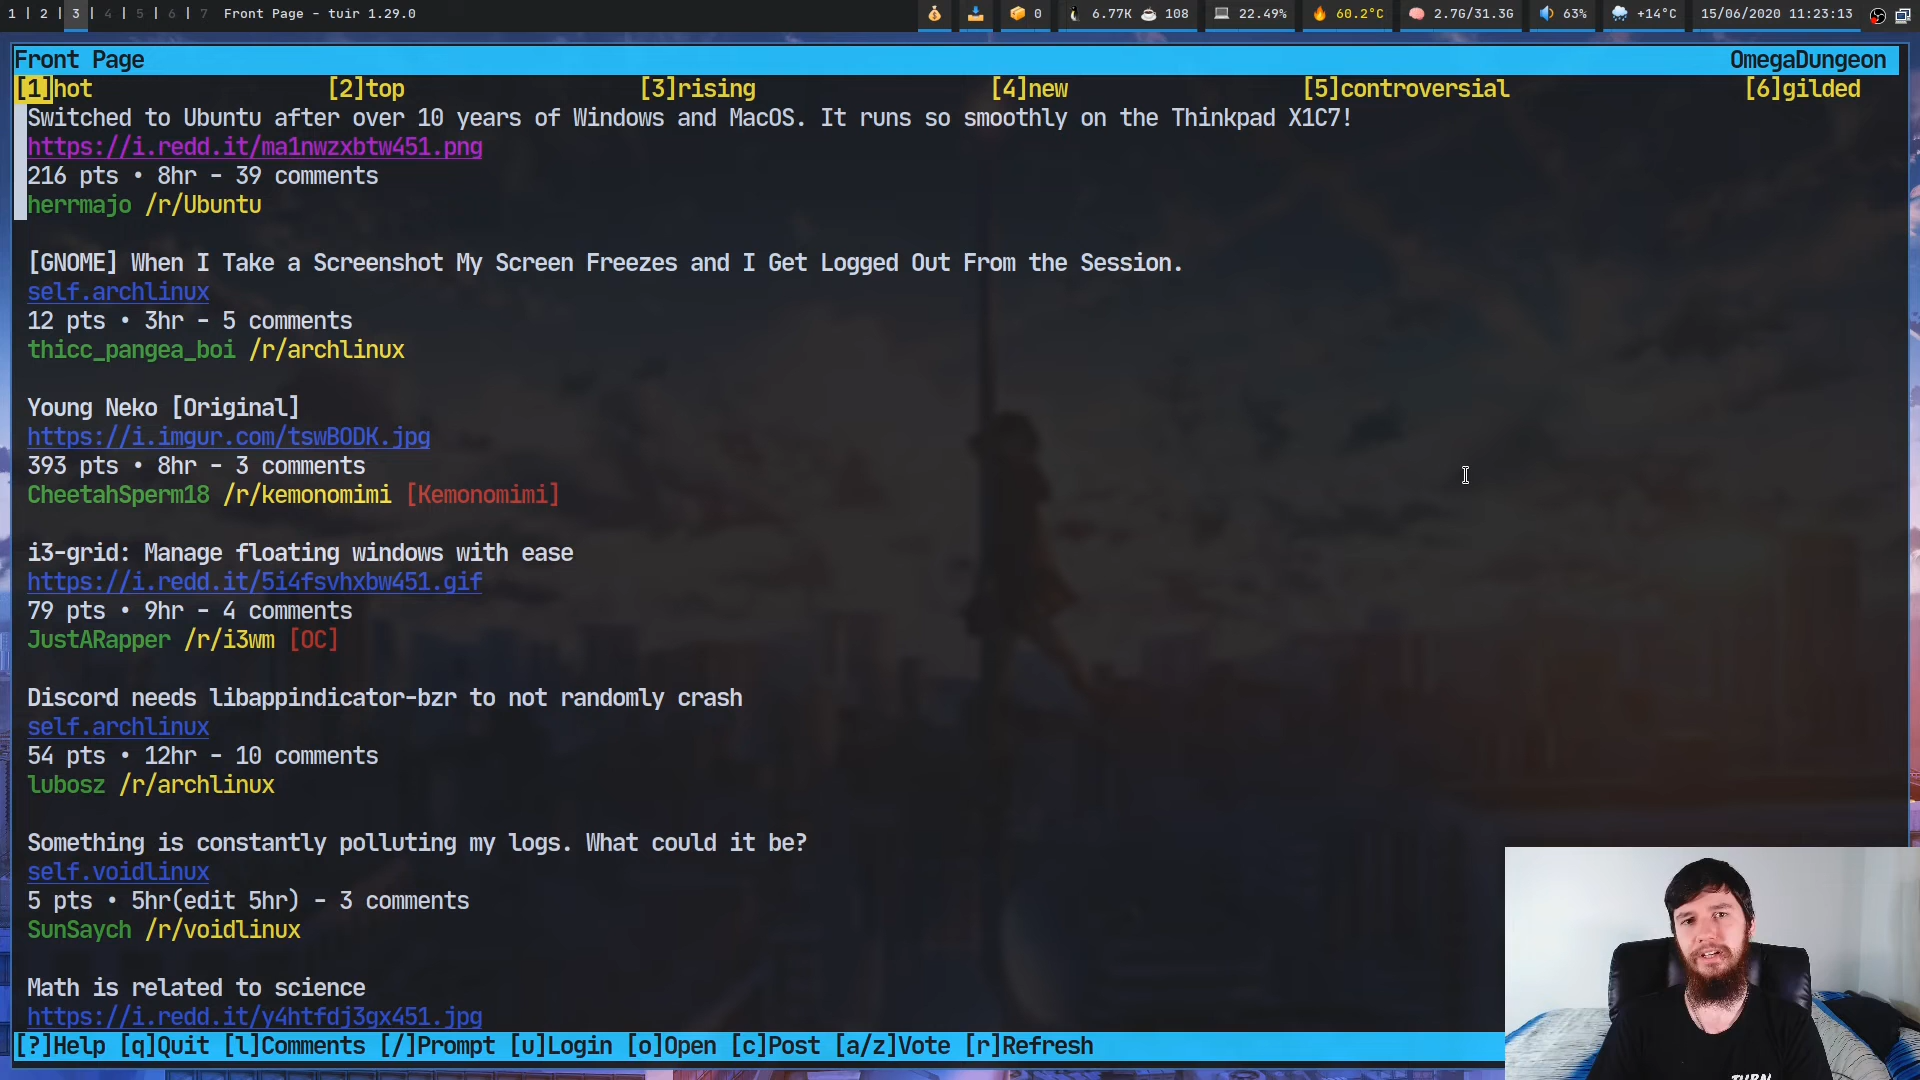 1 | 2 | 3 | 4 | 5 | 6 | 7 Front Page - tuir 1.29.0
0 6.77K 108 22.49% 60.2°C 2.7G/31.3G 63% +14°C 15/06/2020 11:23:13
Front Page OmegaDungeon
[1]hot [2]top [3]rising [4]new [5]controversial [6]gilded
Switched to Ubuntu after over 10 years of Windows and MacOS. It runs so smoothly on the Thinkpad X1C7!
https://i.redd.it/ma1nwzxbtw451.png
216 pts • 8hr - 39 comments
herrmajo /r/Ubuntu
[GNOME] When I Take a Screenshot My Screen Freezes and I Get Logged Out From the Session.
self.archlinux
12 pts • 3hr - 5 comments
thicc_pangea_boi /r/archlinux
Young Neko [Original]
https://i.imgur.com/tswBODK.jpg
393 pts • 8hr - 3 comments
CheetahSperm18 /r/kemonomimi [Kemonomimi]
i3-grid: Manage floating windows with ease
https://i.redd.it/5i4fsvhxbw451.gif
79 pts • 9hr - 4 comments
JustARapper /r/i3wm [OC]
Discord needs libappindicator-bzr to not randomly crash
self.archlinux
54 pts • 12hr - 10 comments
lubosz /r/archlinux
Something is constantly polluting my logs. What could it be?
self.voidlinux
5 pts • 5hr(edit 5hr) - 3 comments
SunSaych /r/voidlinux
Math is related to science
https://i.redd.it/y4htfdj3gx451.jpg
[?]Help [q]Quit [l]Comments [/]Prompt [u]Login [o]Open [c]Post [a/z]Vote [r]Refresh